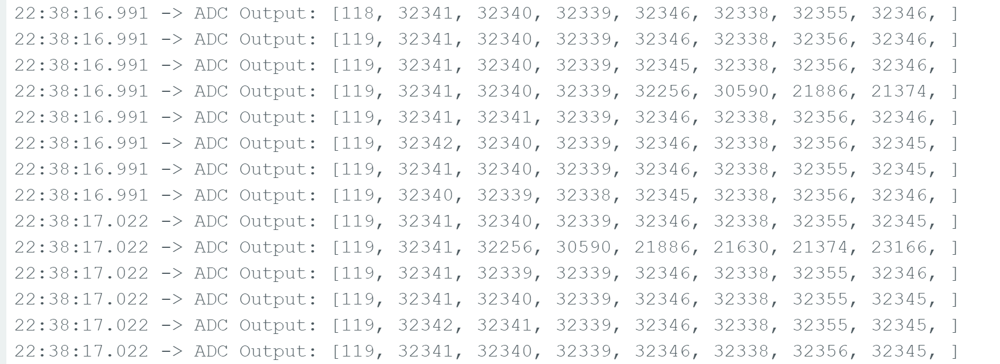 22:38:16.991 -> ADC Output: [118, 32341, 32340, 32339, 32346, 32338, 32355, 32346, ]
22:38:16.991 -> ADC Output: [119, 32341, 32340, 32339, 32346, 32338, 32356, 32346, ]
22:38:16.991 -> ADC Output: [119, 32341, 32340, 32339, 32345, 32338, 32356, 32346, ]
22:38:16.991 -> ADC Output: [119, 32341, 32340, 32339, 32256, 30590, 21886, 21374, ]
22:38:16.991 -> ADC Output: [119, 32341, 32341, 32339, 32346, 32338, 32356, 32346, ]
22:38:16.991 -> ADC Output: [119, 32342, 32340, 32339, 32346, 32338, 32356, 32345, ]
22:38:16.991 -> ADC Output: [119, 32341, 32340, 32339, 32346, 32338, 32355, 32345, ]
22:38:16.991 -> ADC Output: [119, 32340, 32339, 32338, 32345, 32338, 32356, 32346, ]
22:38:17.022 -> ADC Output: [119, 32341, 32340, 32339, 32346, 32338, 32355, 32345, ]
22:38:17.022 -> ADC Output: [119, 32341, 32256, 30590, 21886, 21630, 21374, 23166, ]
22:38:17.022 -> ADC Output: [119, 32341, 32339, 32339, 32346, 32338, 32355, 32346, ]
22:38:17.022 -> ADC Output: [119, 32341, 32340, 32339, 32346, 32338, 32355, 32345, ]
22:38:17.022 -> ADC Output: [119, 32342, 32341, 32339, 32346, 32338, 32355, 32345, ]
22:38:17.022 -> ADC Output: [119, 32341, 32340, 32339, 32346, 32338, 32356, 32345, ]